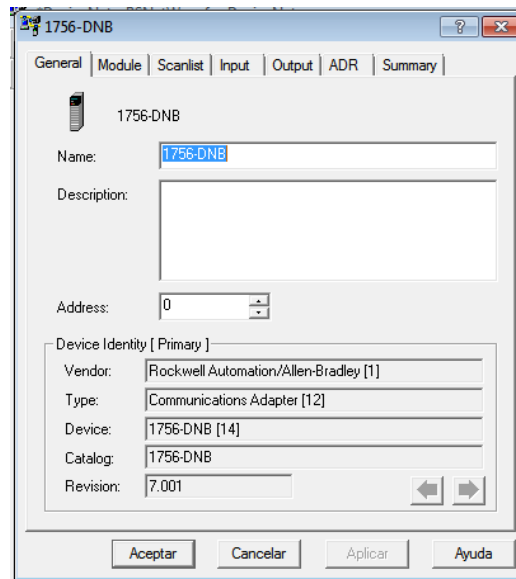 1756-DNB
General Module Scanlist Input Output ADR Summary
1756-DNB
Name: 1756-DNB
Description:
Address: 0
Device Identity [ Primary ]
Vendor: Rockwell Automation/Allen-Bradley [1]
Type: Communications Adapter [12]
Device: 1756-DNB [14]
Catalog: 1756-DNB
Revision: 7.001
Aceptar Cancelar Aplicar Ayuda